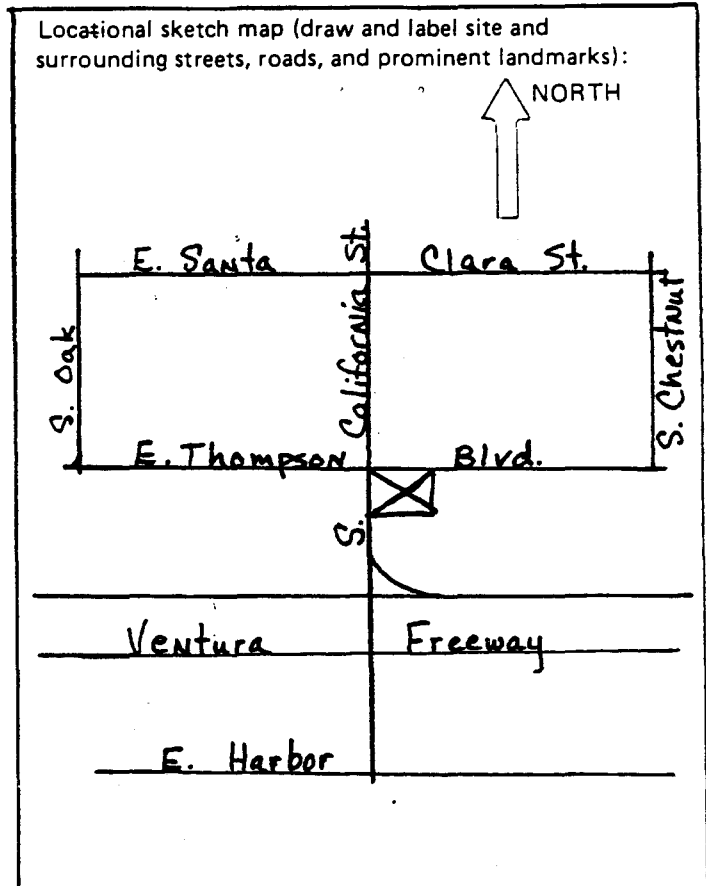 Locational sketch map (draw and label site and
surrounding streets, roads, and prominent landmarks):
NORTH
E. Santa Clara St.
S. California St.
S. Oak
S. Chestnut
E. Thompson Blvd.
Ventura Freeway
E. Harbor